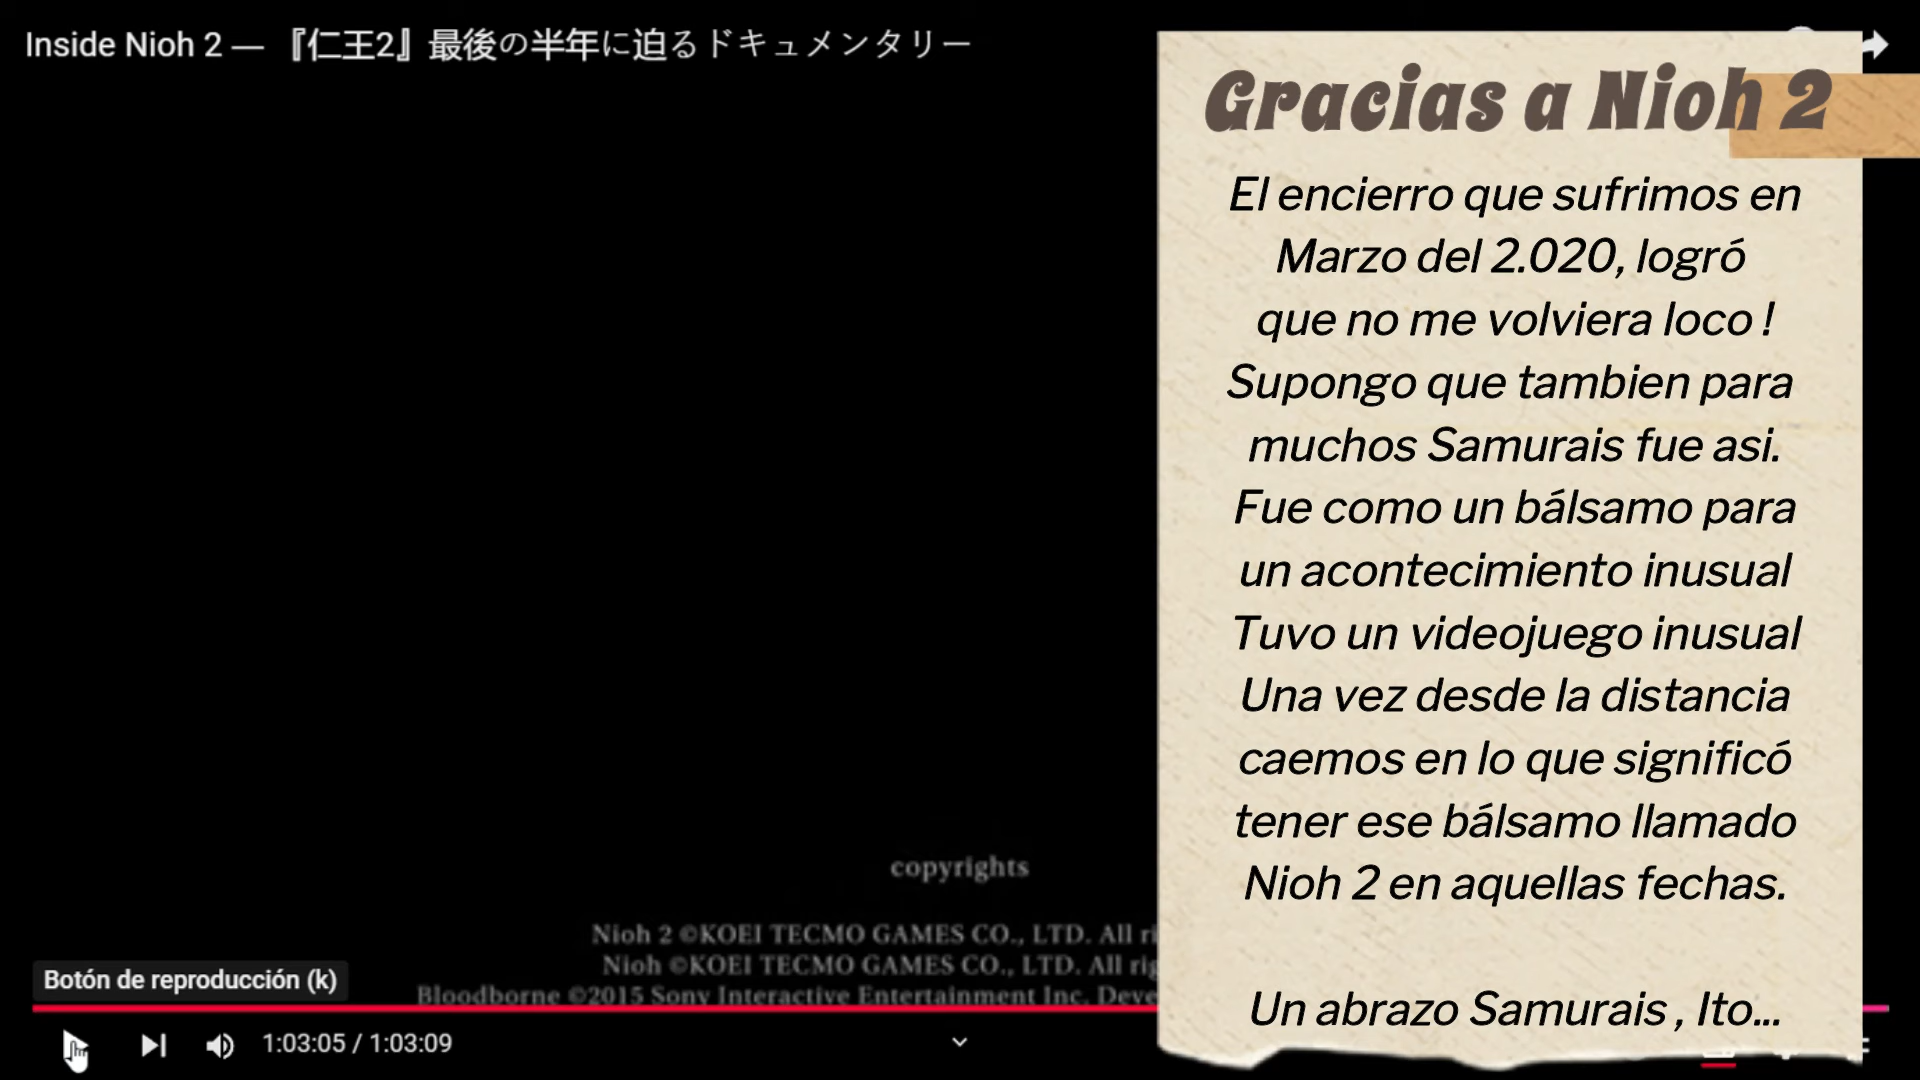 Inside Nioh 2 — 『仁王2』最後の半年に迫るドキュメンタリー
Gracias a Nioh 2
El encierro que sufrimos en
Marzo del 2.020, logró
que no me volviera loco !
Supongo que tambien para
muchos Samurais fue asi.
Fue como un bálsamo para
un acontecimiento inusual
Tuvo un videojuego inusual
Una vez desde la distancia
caemos en lo que significó
tener ese bálsamo llamado
Nioh 2 en aquellas fechas.
Un abrazo Samurais , Ito...
copyrights
Nioh 2 ©KOEI TECMO GAMES CO., LTD. All
Nioh ©KOEI TECMO GAMES CO., LTD. All
Bloodborne ©2015 Sony Interactive Entertainment Inc.
Botón de reproducción (k)
1:03:05 / 1:03:09